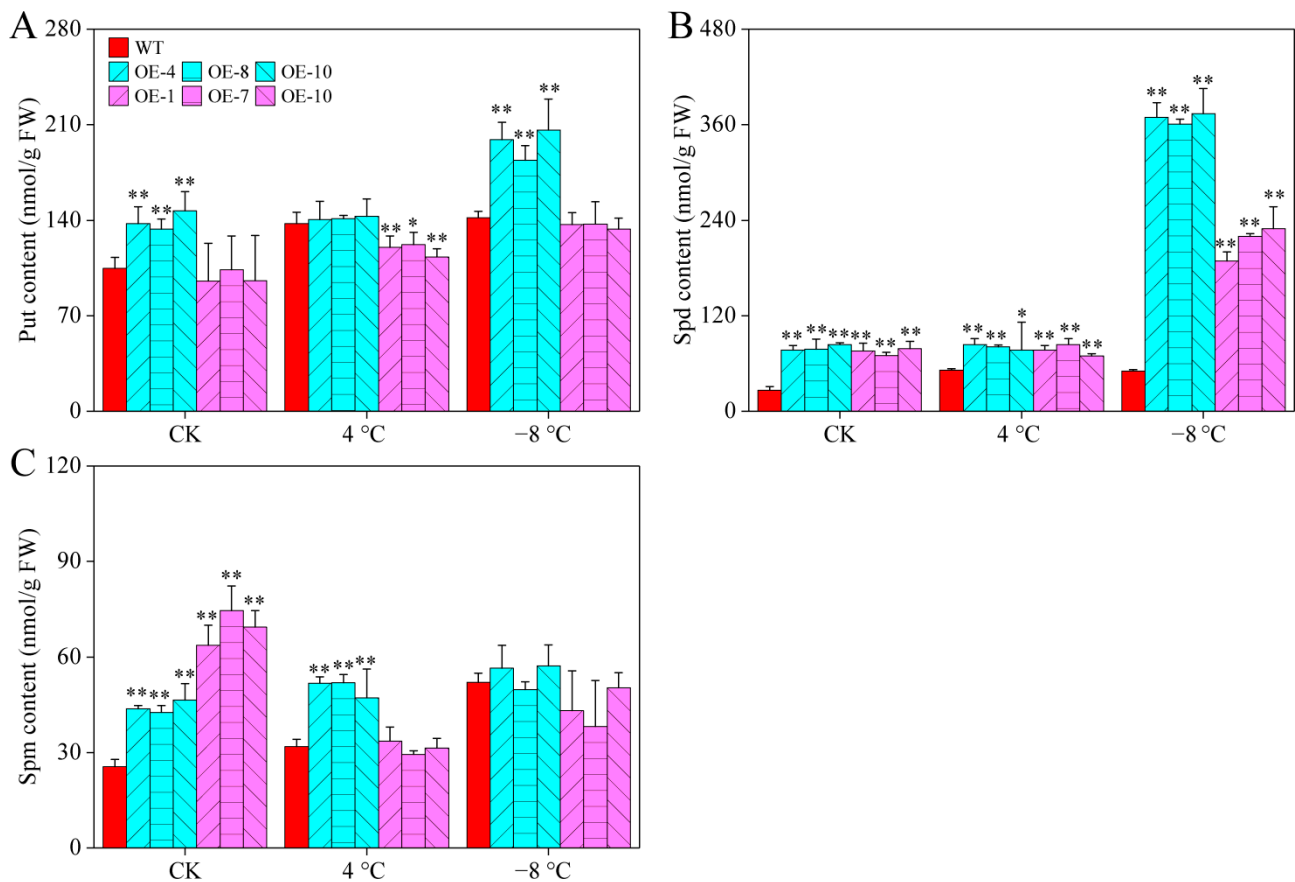 A
Put content (nmol/g FW)
280
210
140
70
0
WT
OE-4 OE-8 OE-10
OE-1 OE-7 OE-10
** ** **
** * **
** ** **
CK 4 °C −8 °C
B
Spd content (nmol/g FW)
480
360
240
120
0
** ** ** ** ** **
** ** * ** ** **
** ** ** ** ** **
CK 4 °C −8 °C
C
Spm content (nmol/g FW)
120
90
60
30
0
** ** ** ** ** **
** ** **
CK 4 °C −8 °C